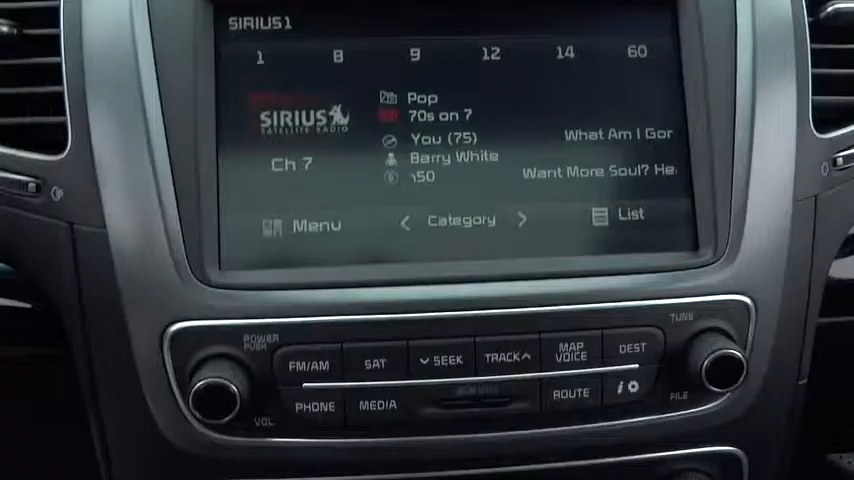 SIRIUS1
1 8 9 12 14 60
Pop
SIRIUS
SATELLITE RADIO
70s on 7
You (75)
What Am I Gor
Barry White
Ch 7
150
Want More Soul? He
Menu
< Category >
List
POWER
PUSH
VOL
FM/AM
SAT
SEEK
TRACK
MAP
VOICE
DEST
TUNE
PHONE
MEDIA
ROUTE
i
FILE